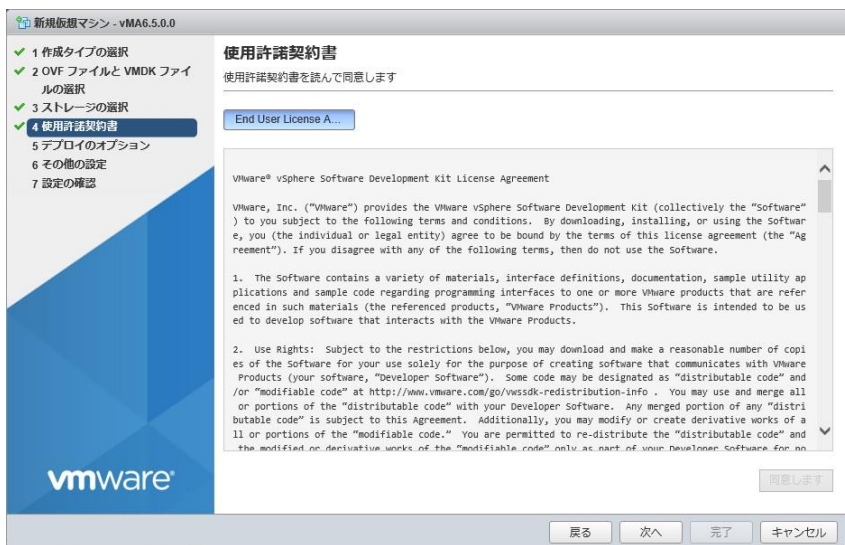 新規仮想マシン - vMA6.5.0.0
1 作成タイプの選択
2 OVF ファイルと VMDK ファイ
ルの選択
3 ストレージの選択
4 使用許諾契約書
5 デプロイのオプション
6 その他の設定
7 設定の確認
使用許諾契約書
使用許諾契約書を読んで同意します
End User License A...
VMware® vSphere Software Development Kit License Agreement
VMware, Inc. (“VMware”) provides the VMware vSphere Software Development Kit (collectively the “Software”
) to you subject to the following terms and conditions.  By downloading, installing, or using the Softwar
e, you (the individual or legal entity) agree to be bound by the terms of this license agreement (the “Ag
reement”). If you disagree with any of the following terms, then do not use the Software.
1.  The Software contains a variety of materials, interface definitions, documentation, sample utility ap
plications and sample code regarding programming interfaces to one or more VMware products that are refer
enced in such materials (the referenced products, “VMware Products”).  This Software is intended to be us
ed to develop software that interacts with the VMware Products.
2.  Use Rights:  Subject to the restrictions below, you may download and make a reasonable number of copi
es of the Software for your use solely for the purpose of creating software that communicates with VMware
Products (your software, “Developer Software”).  Some code may be designated as “distributable code” and
/or “modifiable code” at http://www.vmware.com/go/vwssdk-redistribution-info .  You may use and merge all
or portions of the “distributable code” with your Developer Software.  Any merged portion of any “distri
butable code” is subject to this Agreement.  Additionally, you may modify or create derivative works of a
ll or portions of the “modifiable code.”  You are permitted to re-distribute the “distributable code” and
the modified or derivative works of the “modifiable code” only as part of your Developer Software for no
同意します
vmware®
戻る
次へ
完了
キャンセル